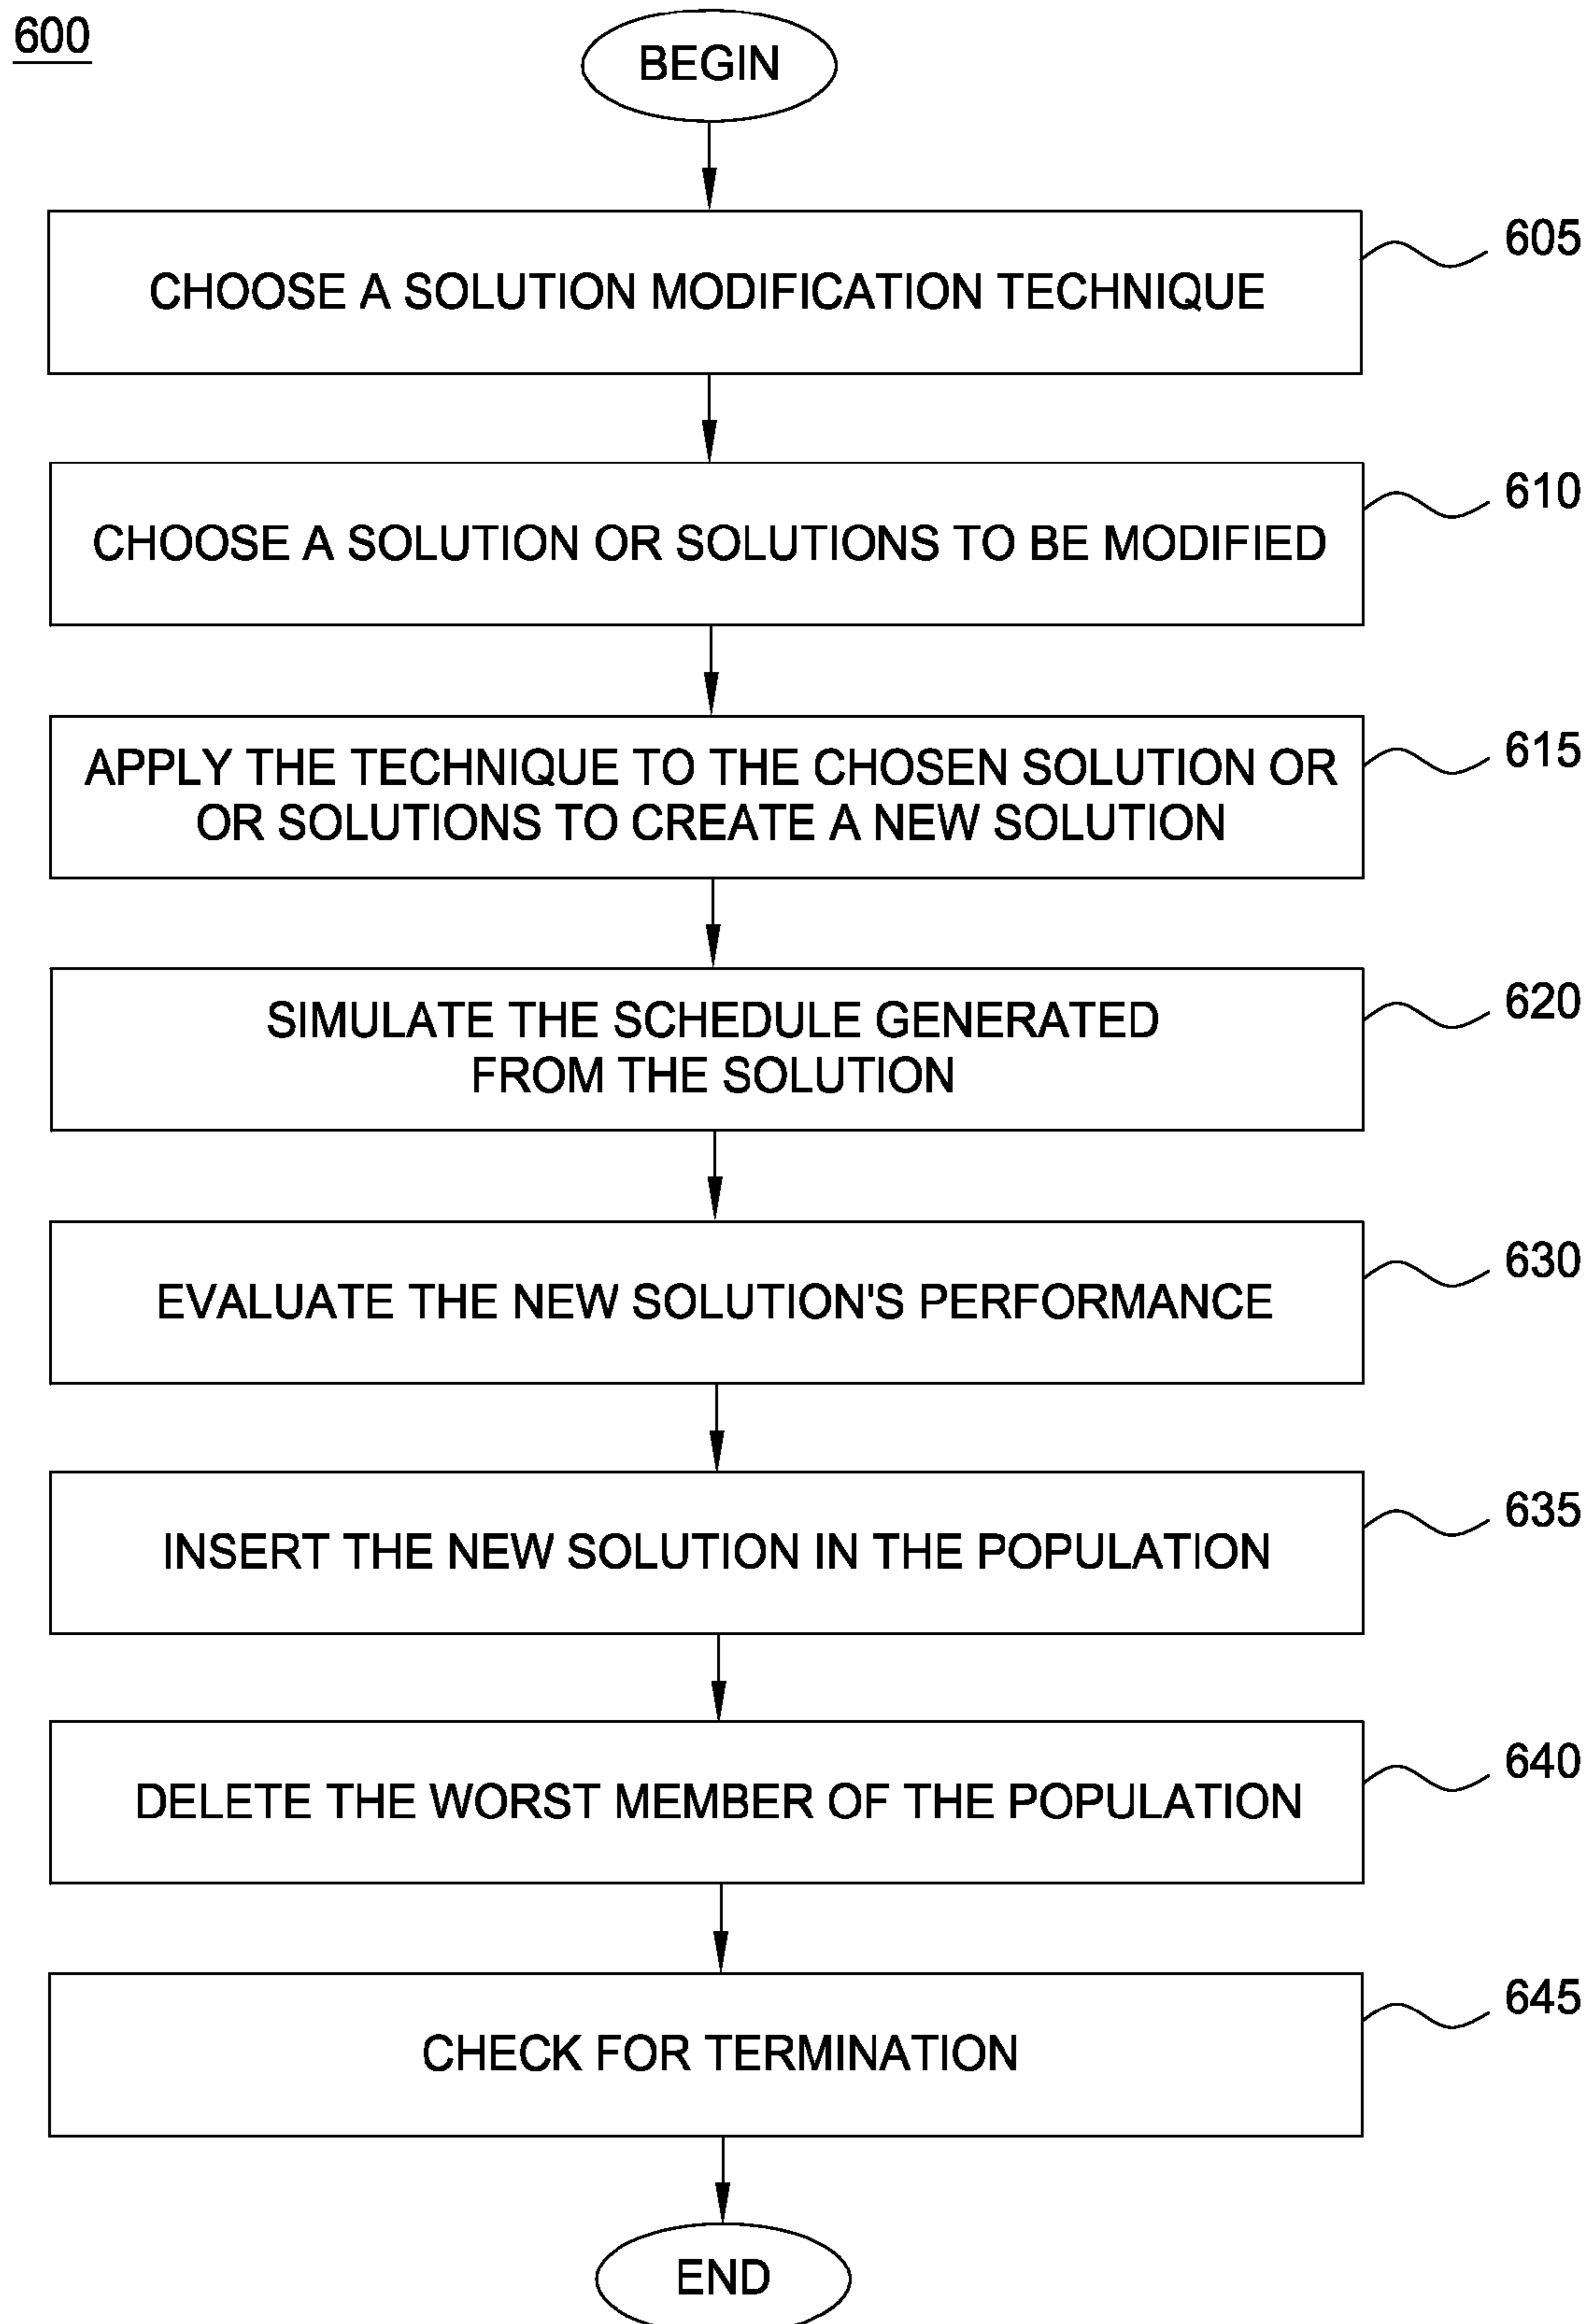 600
BEGIN
CHOOSE A SOLUTION MODIFICATION TECHNIQUE
605
CHOOSE A SOLUTION OR SOLUTIONS TO BE MODIFIED
610
APPLY THE TECHNIQUE TO THE CHOSEN SOLUTION OR
OR SOLUTIONS TO CREATE A NEW SOLUTION
615
SIMULATE THE SCHEDULE GENERATED
FROM THE SOLUTION
620
EVALUATE THE NEW SOLUTION'S PERFORMANCE
630
INSERT THE NEW SOLUTION IN THE POPULATION
635
DELETE THE WORST MEMBER OF THE POPULATION
640
CHECK FOR TERMINATION
645
END